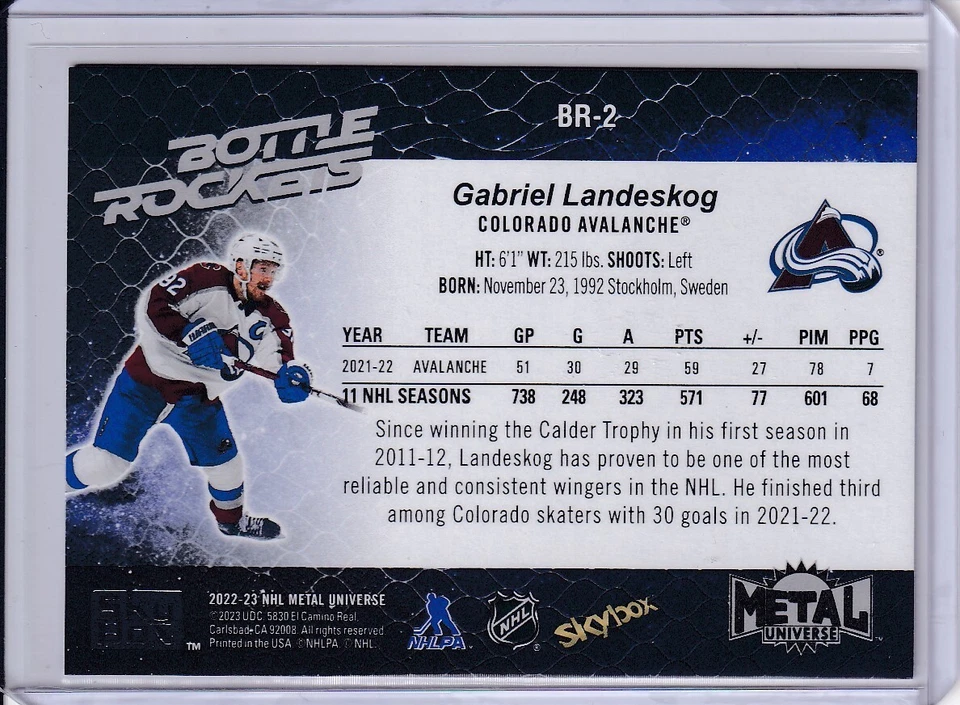 BR-2
BOTTLE
ROCKETS
Gabriel Landeskog
COLORADO AVALANCHE®
HT: 6'1" WT: 215 lbs. SHOOTS: Left
BORN: November 23, 1992 Stockholm, Sweden
YEAR TEAM GP G A PTS +/- PIM PPG
2021-22 AVALANCHE 51 30 29 59 27 78 7
11 NHL SEASONS 738 248 323 571 77 601 68
Since winning the Calder Trophy in his first season in
2011-12, Landeskog has proven to be one of the most
reliable and consistent wingers in the NHL. He finished third
among Colorado skaters with 30 goals in 2021-22.
92
C
A
2022-23 NHL METAL UNIVERSE
©2023 UDC. 5830 El Camino Real,
Carlsbad•CA 92008. All rights reserved.
Printed in the USA. ©NHLPA. © NHL.
TM
NHLPA
NHL
SKYBOX
METAL
UNIVERSE